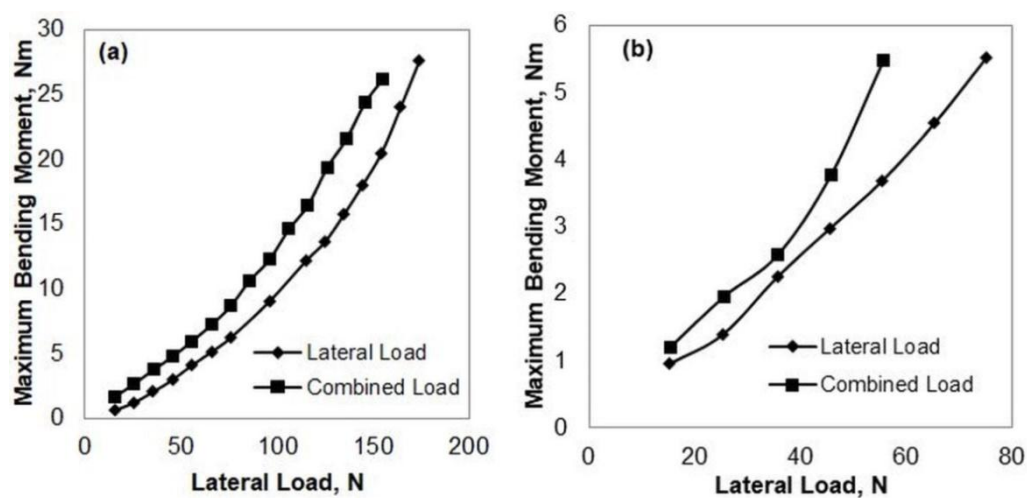 (a)
Maximum Bending Moment, Nm
30
25
20
15
10
5
0
0 50 100 150 200
Lateral Load, N
Lateral Load
Combined Load
(b)
Maximum Bending Moment, Nm
6
5
4
3
2
1
0
0 20 40 60 80
Lateral Load, N
Lateral Load
Combined Load